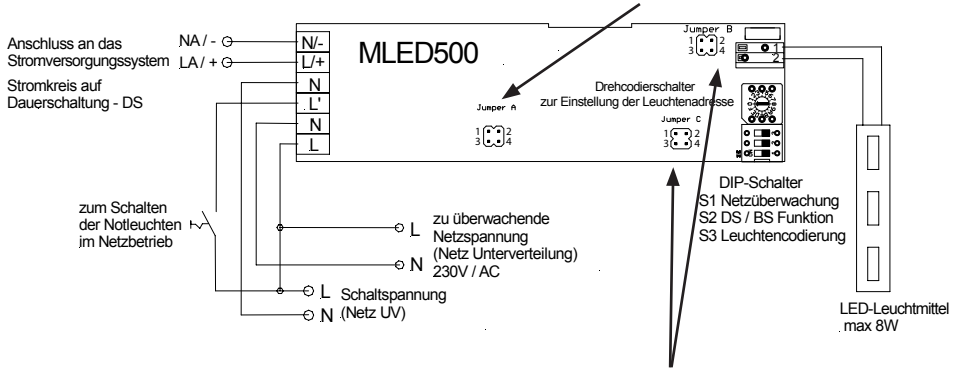 Anschluss an das
Stromversorgungssystem
NA / -
LA / +
Stromkreis auf
Dauerschaltung - DS
N/-
L/+
N
L'
N
L
MLED500
Jumper A
1 2
3 4
Jumper B
1 2
3 4
1
2
Drehcodierschalter
zur Einstellung der Leuchtenadresse
Jumper C
1 2
3 4
DIP-Schalter
S1 Netzüberwachung
S2 DS / BS Funktion
S3 Leuchtencodierung
zum Schalten
der Notleuchten
im Netzbetrieb
L
N
zu überwachende
Netzspannung
(Netz Unterverteilung)
230V / AC
L
N
Schaltspannung
(Netz UV)
LED-Leuchtmittel
max 8W